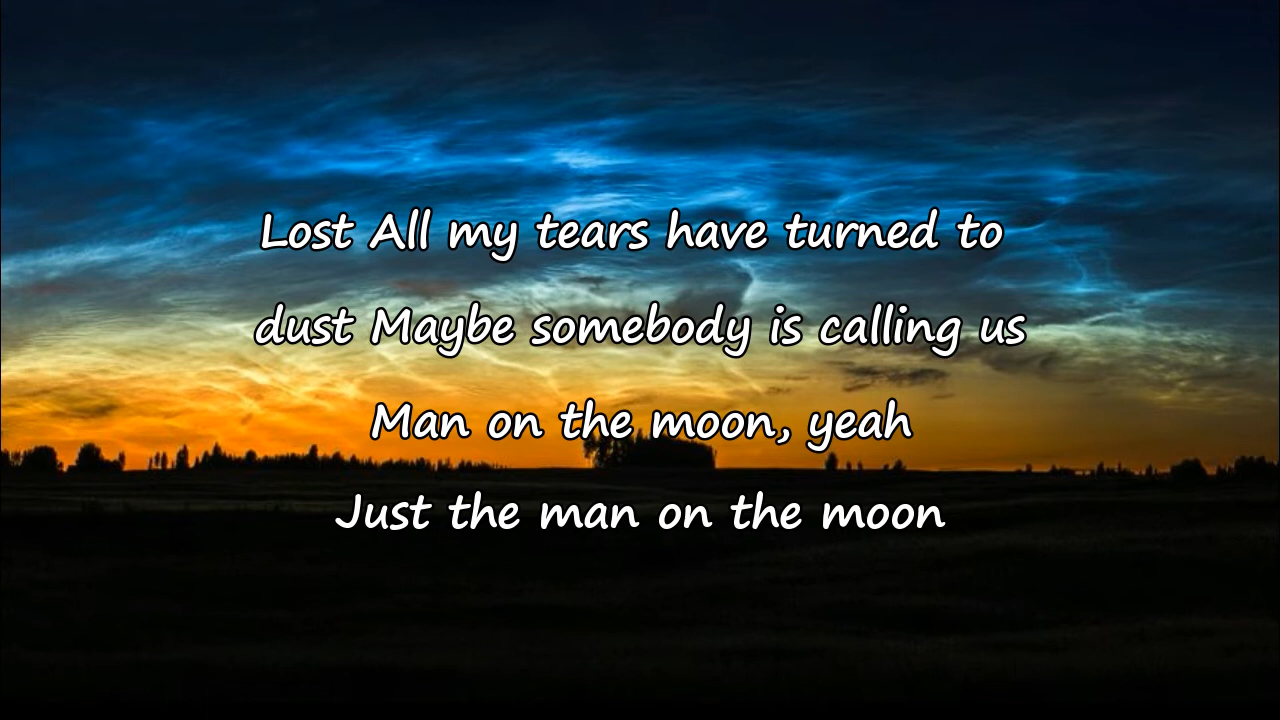 Lost All my tears have turned to
dust Maybe somebody is calling us
Man on the moon, yeah
Just the man on the moon